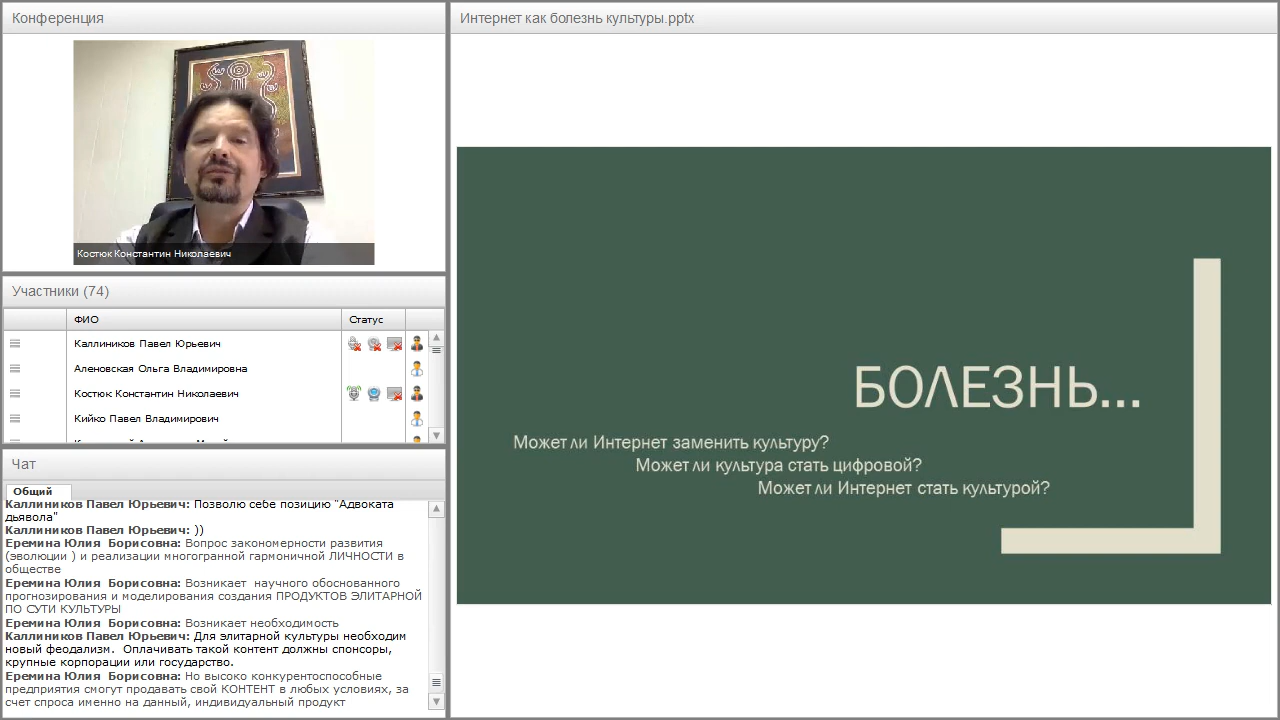 Конференция
Костюк Константин Николаевич
Участники (74)
ФИО
Статус
Каллиников Павел Юрьевич
Аленовская Ольга Владимировна
Костюк Константин Николаевич
Кийко Павел Владимирович
Чат
Общий
Каллиников Павел Юрьевич: Позволю себе позицию "Адвоката
дьявола"
Каллиников Павел Юрьевич: ))
Еремина Юлия Борисовна: Вопрос закономерности развития
(эволюции ) и реализации многогранной гармоничной ЛИЧНОСТИ в
обществе
Еремина Юлия Борисовна: Возникает научного обоснованного
прогнозирования и моделирования создания ПРОДУКТОВ ЭЛИТАРНОЙ
ПО СУТИ КУЛЬТУРЫ
Еремина Юлия Борисовна: Возникает необходимость
Каллиников Павел Юрьевич: Для элитарной культуры необходим
новый феодализм. Оплачивать такой контент должны спонсоры,
крупные корпорации или государство.
Еремина Юлия Борисовна: Но высоко конкурентоспособные
предприятия смогут продавать свой КОНТЕНТ в любых условиях, за
счет спроса именно на данный, индивидуальный продукт
Интернет как болезнь культуры.pptx
БОЛЕЗНЬ...
Может ли Интернет заменить культуру?
Может ли культура стать цифровой?
Может ли Интернет стать культурой?